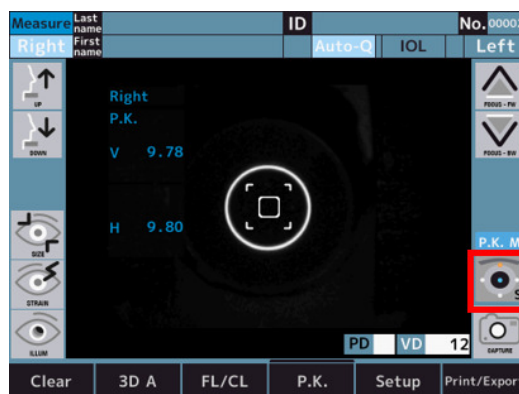 Measure Last name ID No. 0000
Right First name Auto-Q IOL Left
UP
FOCUS - FW
DOWN
FOCUS - BW
Right
P.K.
V 9.78
H 9.80
SIZE
P.K. M
STRAIN
S
ILLUM
CAPTURE
PD VD 12
Clear 3D A FL/CL P.K. Setup Print/Expor